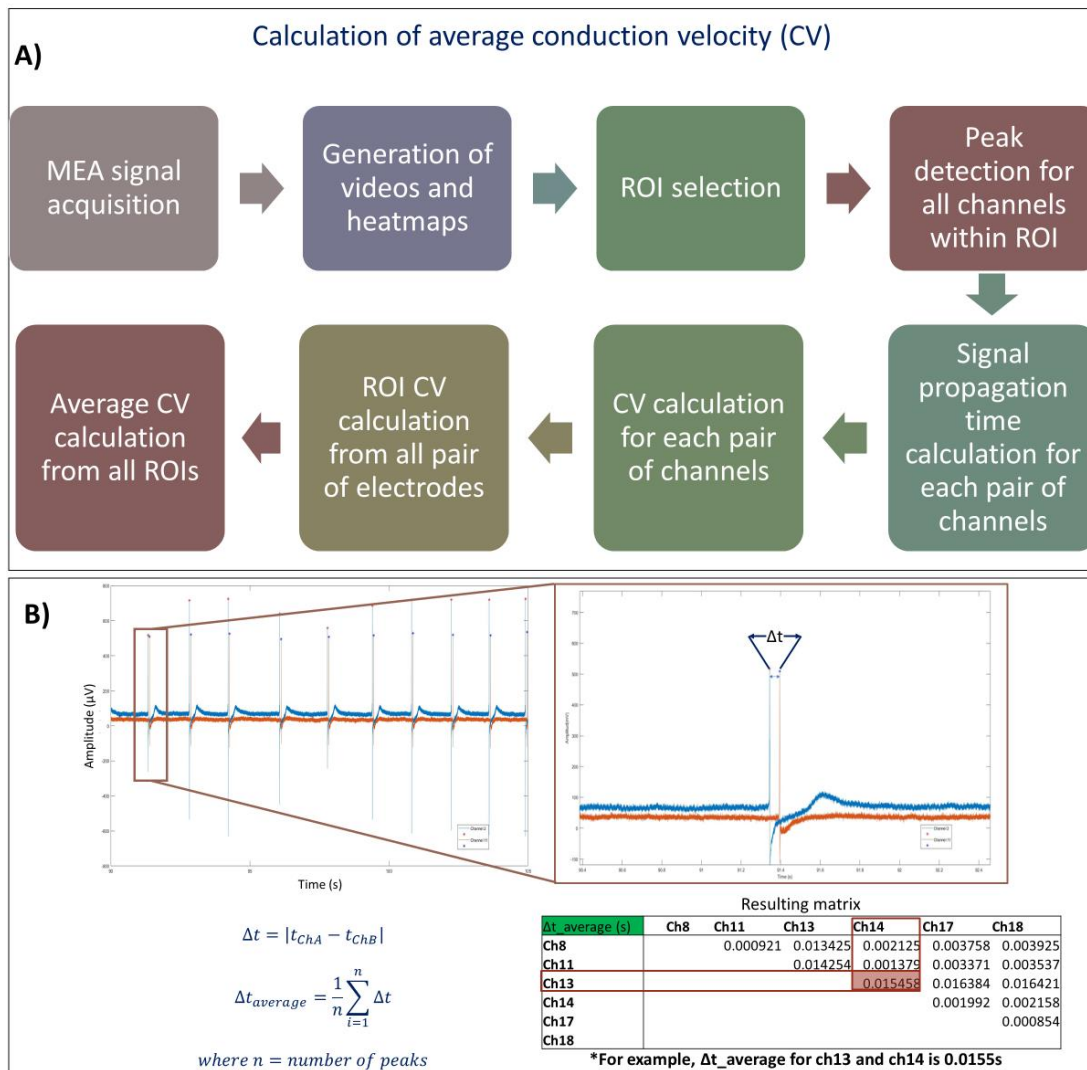 Calculation of average conduction velocity (CV)
A)
MEA signal
acquisition
Generation of
videos and
heatmaps
ROI selection
Peak
detection for
all channels
within ROI
Average CV
calculation
from all ROIs
ROI CV
calculation
from all pair
of electrodes
CV calculation
for each pair
of channels
Signal
propagation
time
calculation for
each pair of
channels
B)
Amplitude (µV)
Time (s)
Δt
Δt = |t_ChA − t_ChB|
Δt_average = 1/n ∑_{i=1}^{n} Δt
where n = number of peaks
Resulting matrix
Δt_average (s) Ch8 Ch11 Ch13 Ch14 Ch17 Ch18
Ch8 0.000921 0.013425 0.002125 0.003758 0.003925
Ch11 0.014254 0.001379 0.003371 0.003537
Ch13 0.015458 0.016384 0.016421
Ch14 0.001992 0.002158
Ch17 0.000854
Ch18
*For example, Δt_average for ch13 and ch14 is 0.0155s